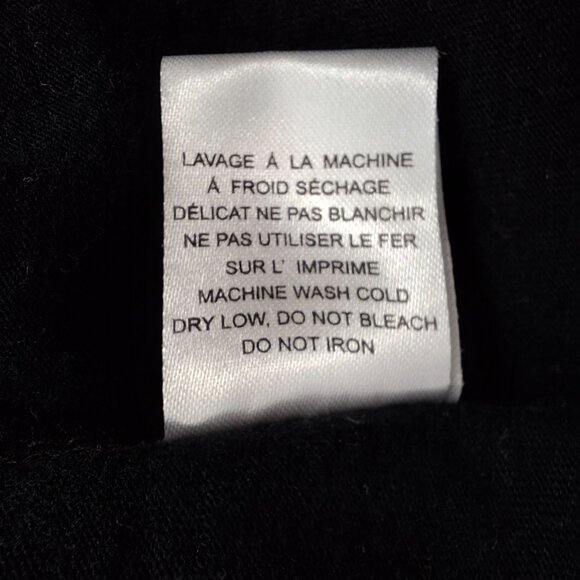 LAVAGE Á LA MACHINE
Á FROID SÉCHAGE
DÉLICAT NE PAS BLANCHIR
NE PAS UTILISER LE FER
SUR L' IMPRIME
MACHINE WASH COLD
DRY LOW, DO NOT BLEACH
DO NOT IRON